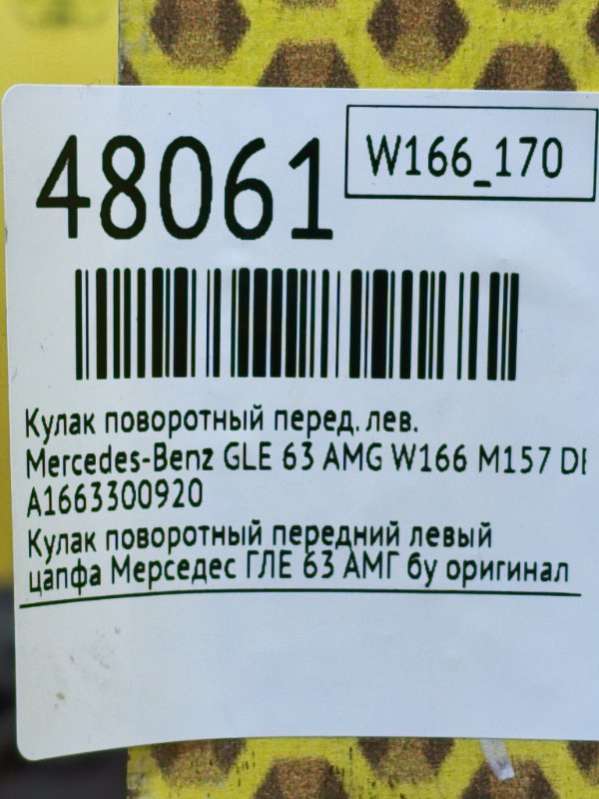 48061
W166_170
Кулак поворотный перед. лев.
Mercedes-Benz GLE 63 AMG W166 M157 DE
A1663300920
Кулак поворотный передний левый
цапфа Мерседес ГЛЕ 63 АМГ бу оригинал